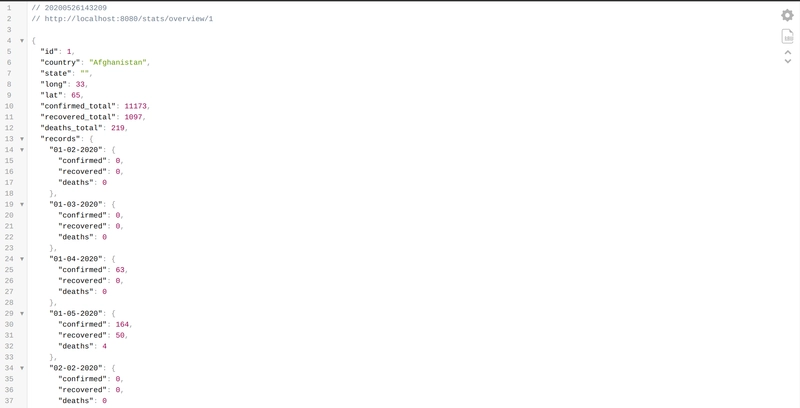 1 // 20200526143209
2 // http://localhost:8080/stats/overview/1
3
4 ▼ {
5 "id": 1,
6 "country": "Afghanistan",
7 "state": "",
8 "long": 33,
9 "lat": 65,
10 "confirmed_total": 11173,
11 "recovered_total": 1097,
12 "deaths_total": 219,
13 ▼ "records": {
14 ▼ "01-02-2020": {
15 "confirmed": 0,
16 "recovered": 0,
17 "deaths": 0
18 },
19 ▼ "01-03-2020": {
20 "confirmed": 0,
21 "recovered": 0,
22 "deaths": 0
23 },
24 ▼ "01-04-2020": {
25 "confirmed": 63,
26 "recovered": 0,
27 "deaths": 0
28 },
29 ▼ "01-05-2020": {
30 "confirmed": 164,
31 "recovered": 50,
32 "deaths": 4
33 },
34 ▼ "02-02-2020": {
35 "confirmed": 0,
36 "recovered": 0,
37 "deaths": 0